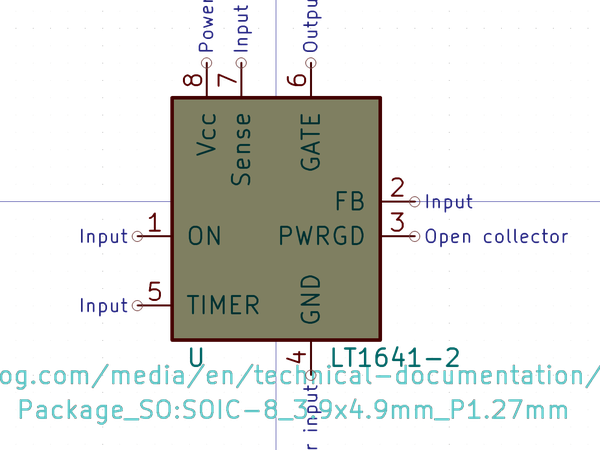 Power
Input
Outpu
8
7
6
Vcc
Sense
GATE
FB
2
Input
Input
1
ON
PWRGD
3
Open collector
Input
5
TIMER
GND
4
U
LT1641-2
og.com/media/en/technical-documentation/
Package_SO:SOIC-8_3.9x4.9mm_P1.27mm
r input